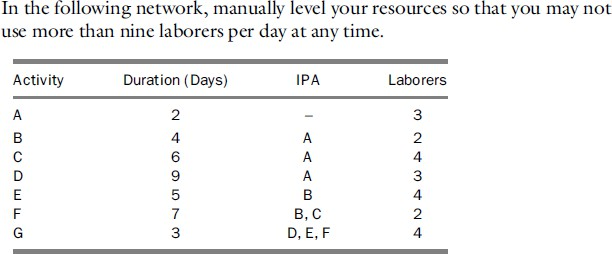 In the following network, manually level your resources so that you may not
use more than nine laborers per day at any time.
Activity Duration (Days) IPA Laborers
A 2 – 3
B 4 A 2
C 6 A 4
D 9 A 3
E 5 B 4
F 7 B, C 2
G 3 D, E, F 4